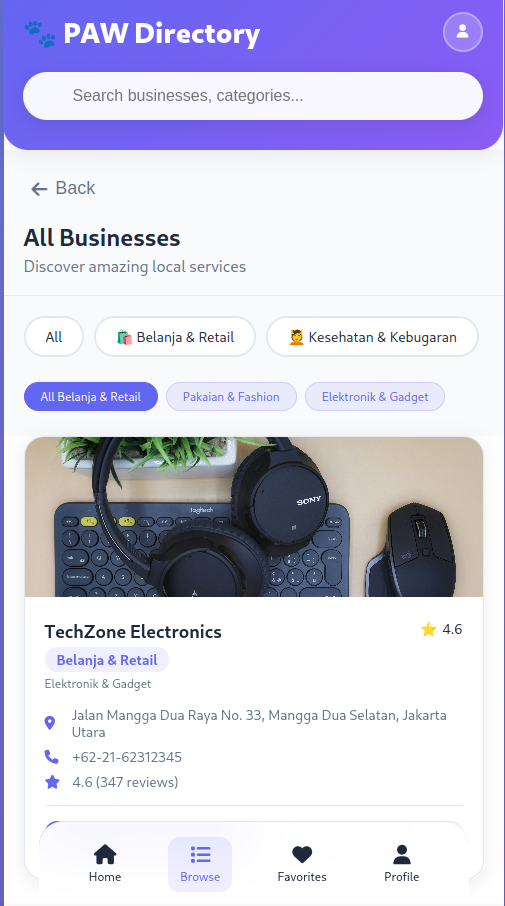 PAW Directory
Search businesses, categories...
Back
All Businesses
Discover amazing local services
All
Belanja & Retail
Kesehatan & Kebugaran
All Belanja & Retail
Pakaian & Fashion
Elektronik & Gadget
logitech
SONY
TechZone Electronics
4.6
Belanja & Retail
Elektronik & Gadget
Jalan Mangga Dua Raya No. 33, Mangga Dua Selatan, Jakarta
Utara
+62-21-62312345
4.6 (347 reviews)
Home
Browse
Favorites
Profile